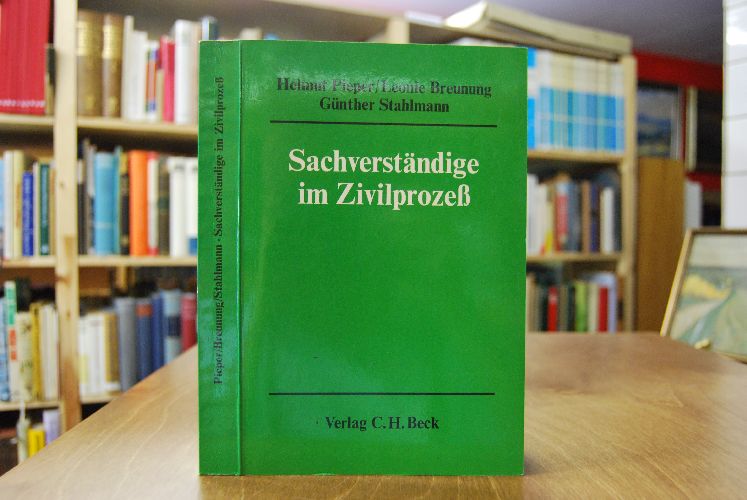 Helmut Pieper/Leonie Breunung
Günther Stahlmann
Sachverständige
im Zivilprozeß
Verlag C. H. Beck
Pieper/Breunung/Stahlmann · Sachverständige im Zivilprozeß